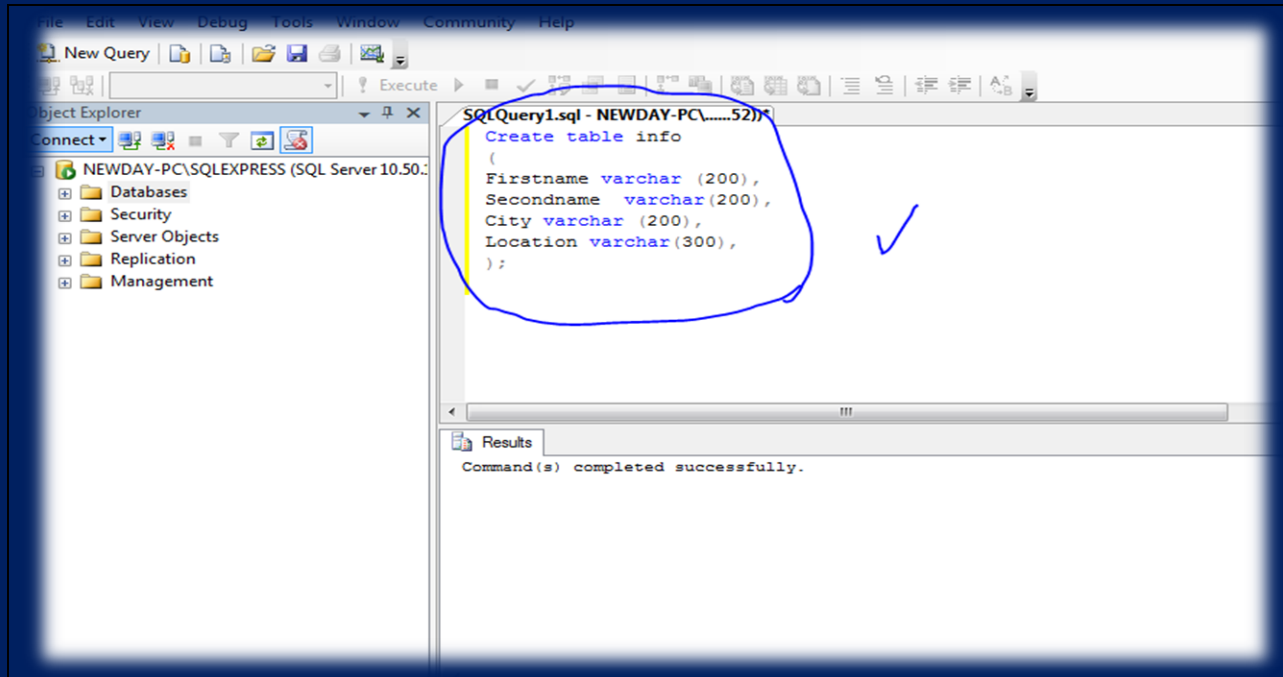 File Edit View Debug Tools Window Community Help
New Query
Execute
Object Explorer
Connect
NEWDAY-PC\SQLEXPRESS (SQL Server 10.50.
Databases
Security
Server Objects
Replication
Management
SQLQuery1.sql - NEWDAY-PC\......52))*
Create table info
(
Firstname varchar (200),
Secondname varchar(200),
City varchar (200),
Location varchar(300),
);
Results
Command(s) completed successfully.